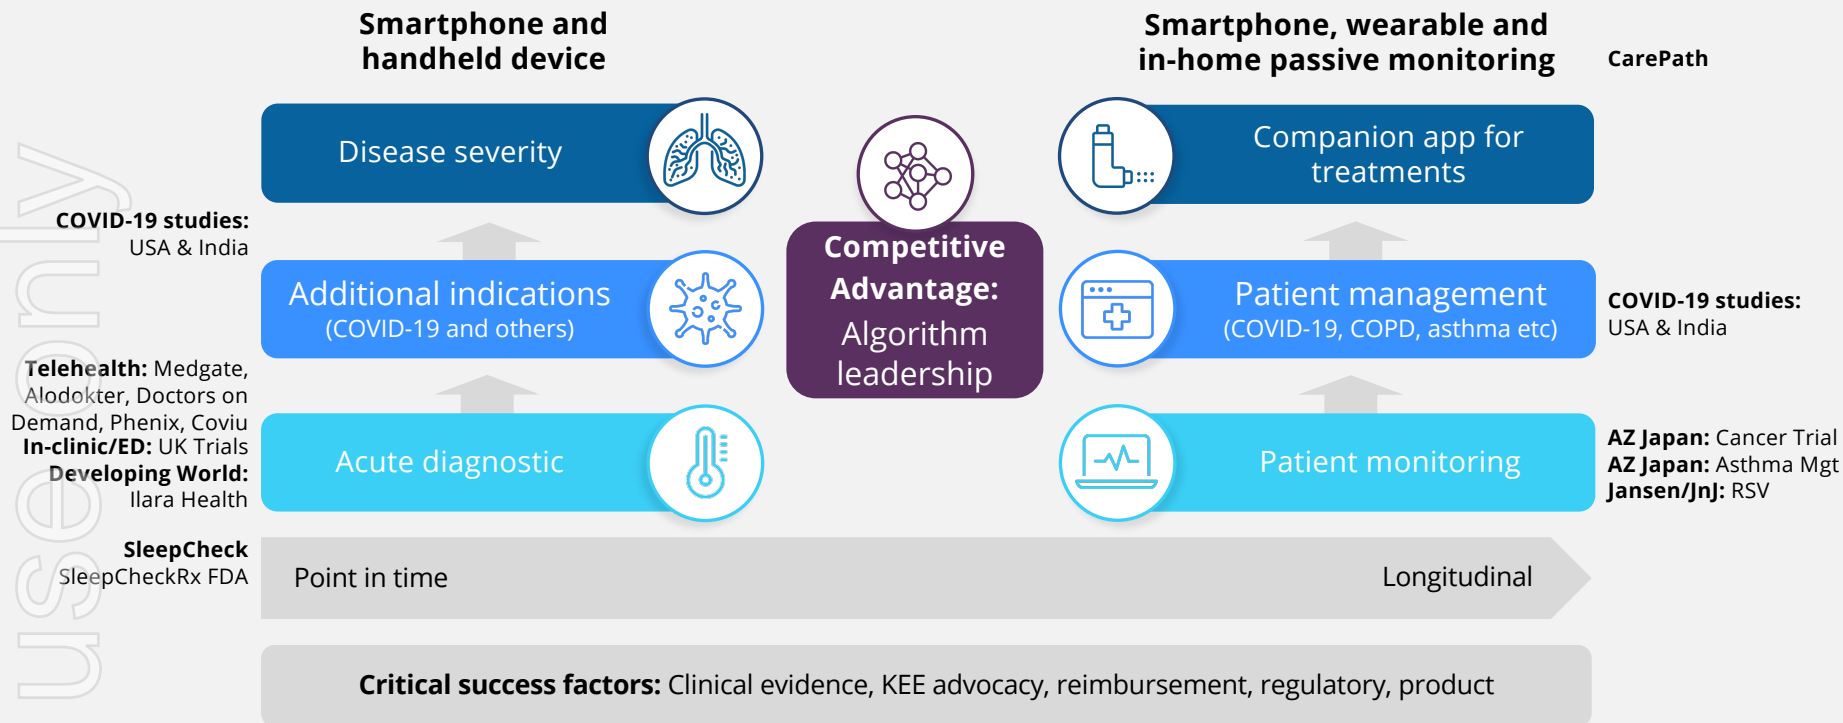 Smartphone and
handheld device
Smartphone, wearable and
in-home passive monitoring
CarePath
Disease severity
Companion app for
treatments
COVID-19 studies:
USA & India
Competitive
Advantage:
Algorithm
leadership
Additional indications
(COVID-19 and others)
Patient management
(COVID-19, COPD, asthma etc)
COVID-19 studies:
USA & India
Telehealth: Medgate,
Alodokter, Doctors on
Demand, Phenix, Coviu
In-clinic/ED: UK Trials
Developing World:
Ilara Health
Acute diagnostic
Patient monitoring
AZ Japan: Cancer Trial
AZ Japan: Asthma Mgt
Jansen/JnJ: RSV
SleepCheck
SleepCheckRx FDA
Point in time
Longitudinal
Critical success factors: Clinical evidence, KEE advocacy, reimbursement, regulatory, product
use only